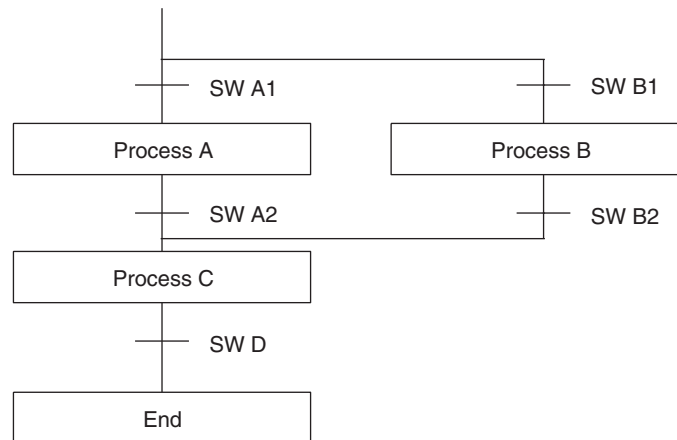 SW A1
SW B1
Process A
Process B
SW A2
SW B2
Process C
SW D
End